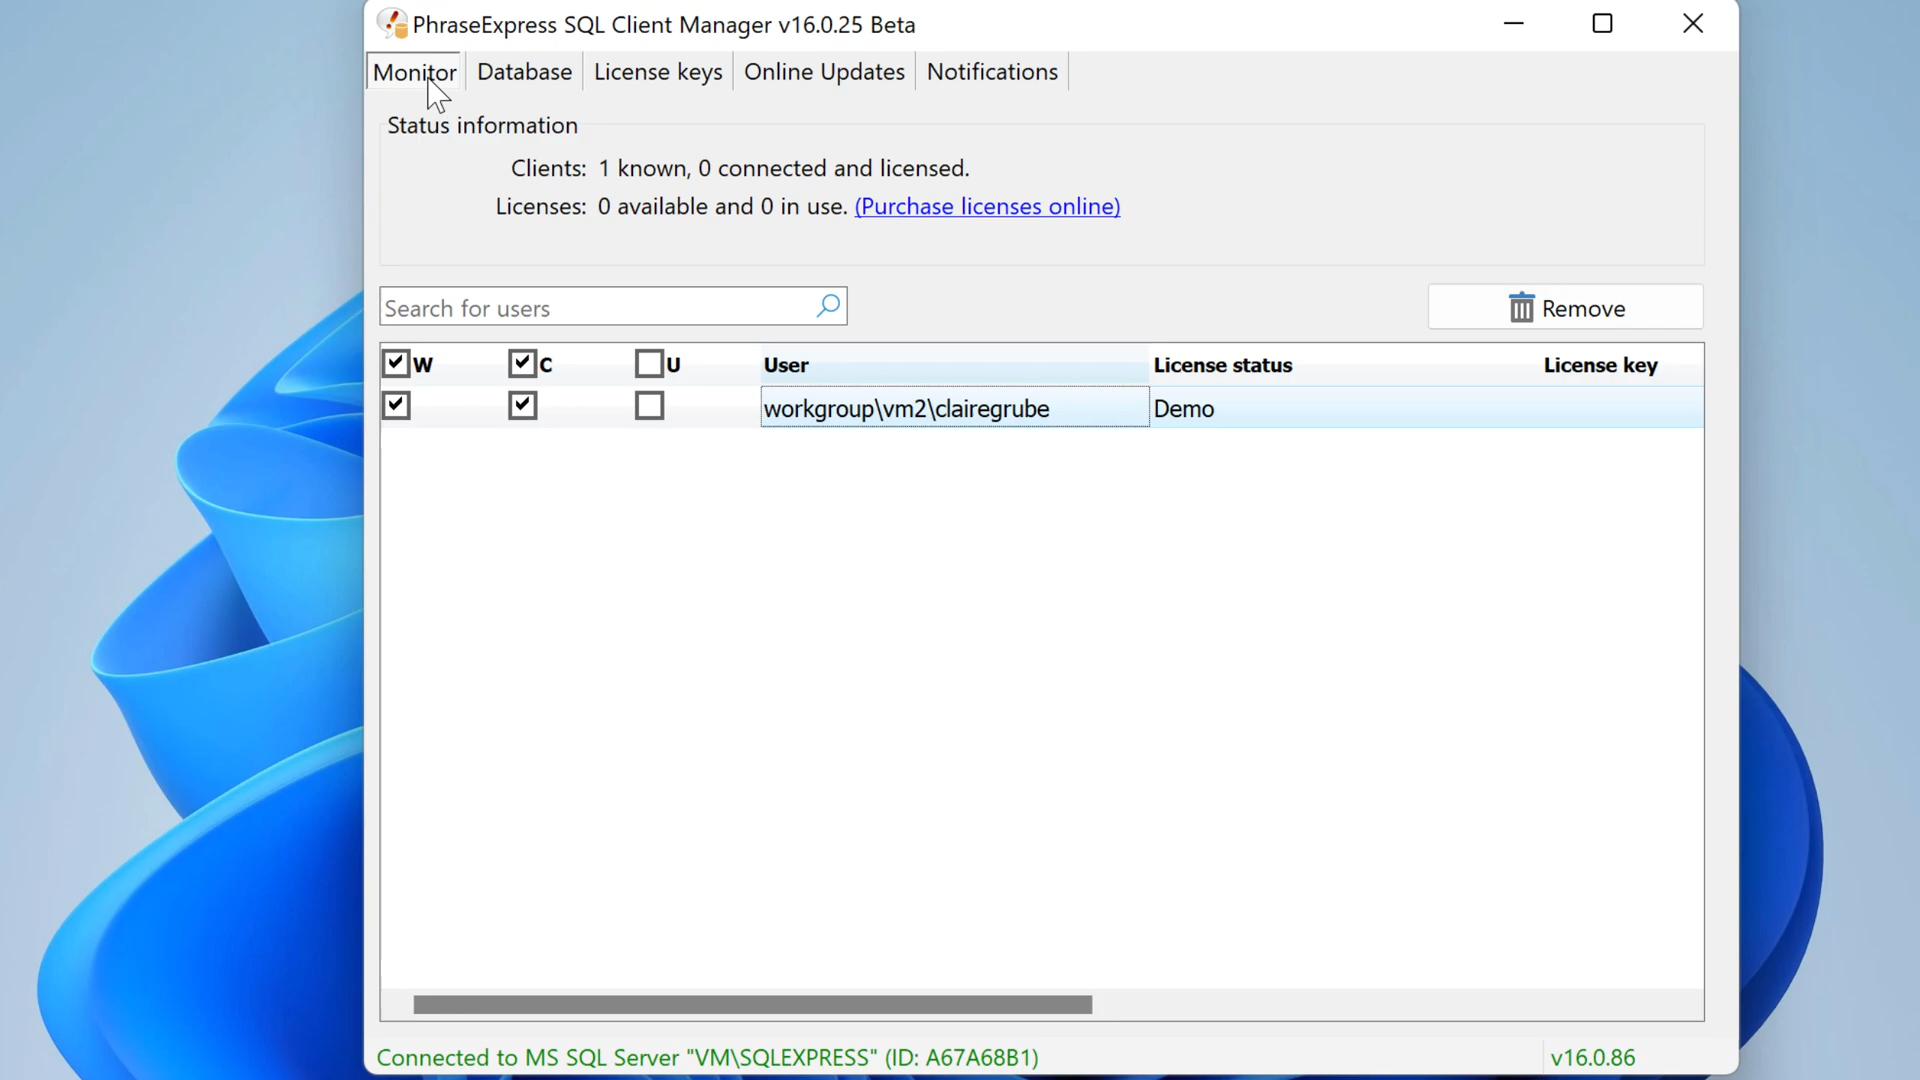 PhraseExpress SQL Client Manager v16.0.25 Beta
Monitor Database License keys Online Updates Notifications
Status information
Clients: 1 known, 0 connected and licensed.
Licenses: 0 available and 0 in use. (Purchase licenses online)
Search for users
Remove
W C U User License status License key
workgroup\vm2\clairegrube Demo
Connected to MS SQL Server "VM\SQLEXPRESS" (ID: A67A68B1)
v16.0.86